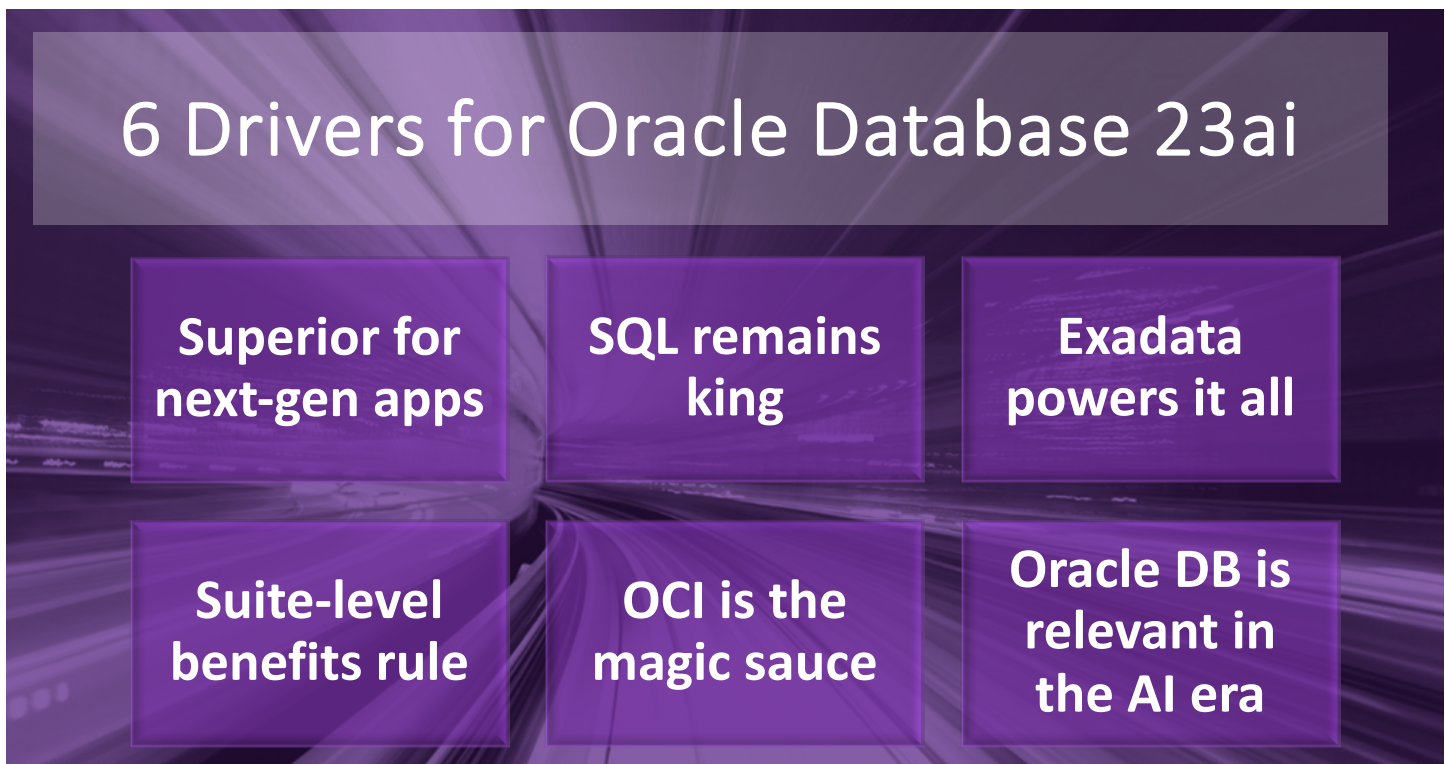 6 Drivers for Oracle Database 23ai
Superior for
next-gen apps
SQL remains
king
Exadata
powers it all
Suite-level
benefits rule
OCI is the
magic sauce
Oracle DB is
relevant in
the AI era